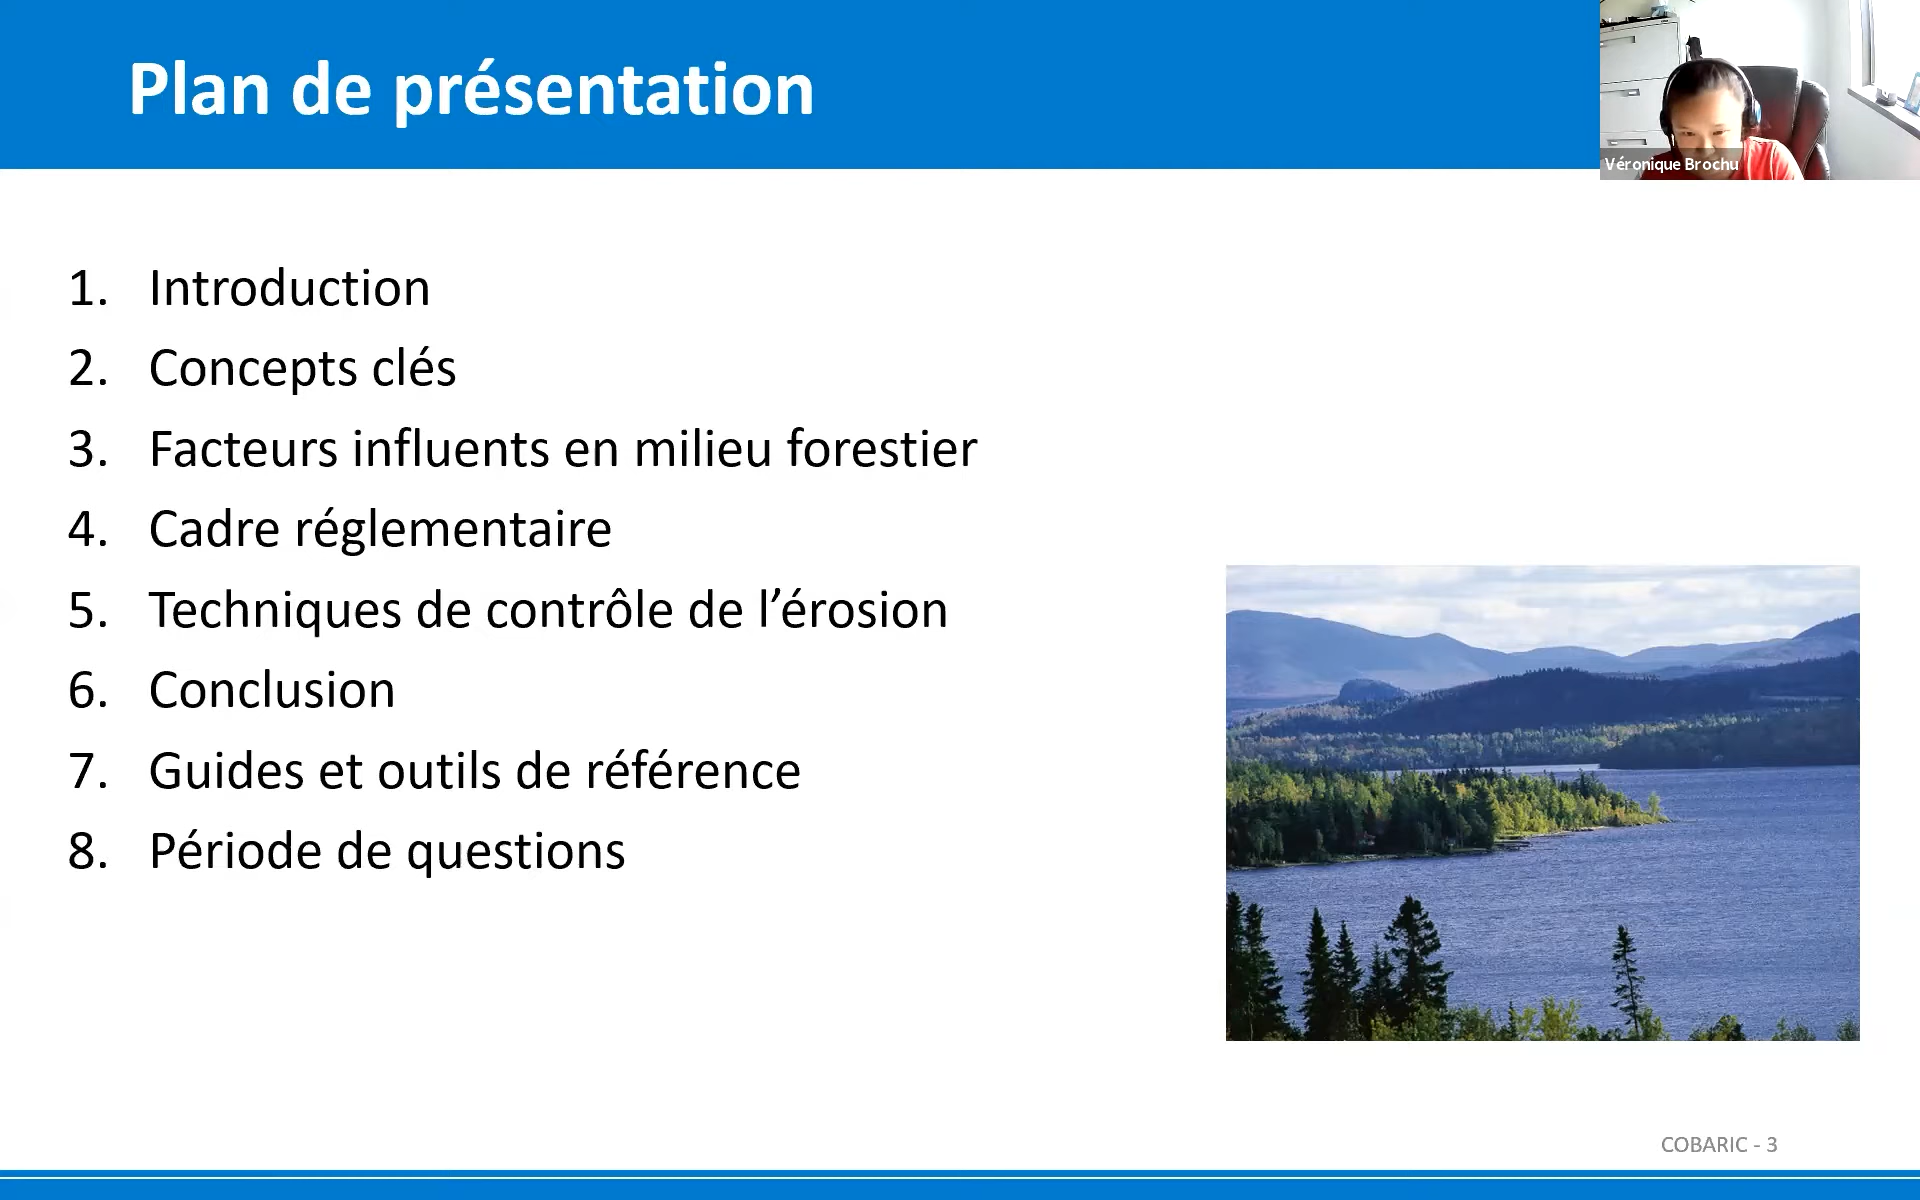 Plan de présentation
Véronique Brochu
1. Introduction
2. Concepts clés
3. Facteurs influents en milieu forestier
4. Cadre réglementaire
5. Techniques de contrôle de l’érosion
6. Conclusion
7. Guides et outils de référence
8. Période de questions
COBARIC - 3